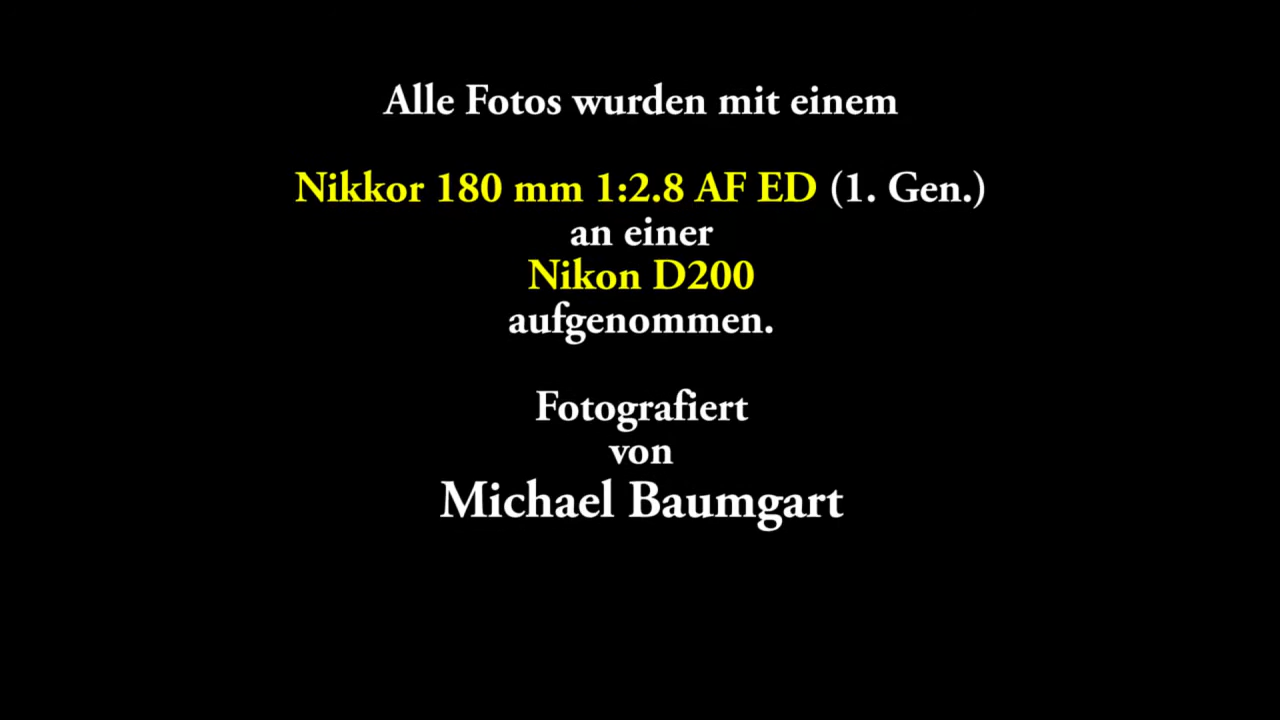 Alle Fotos wurden mit einem
Nikkor 180 mm 1:2.8 AF ED (1. Gen.)
an einer
Nikon D200
aufgenommen.
Fotografiert
von
Michael Baumgart